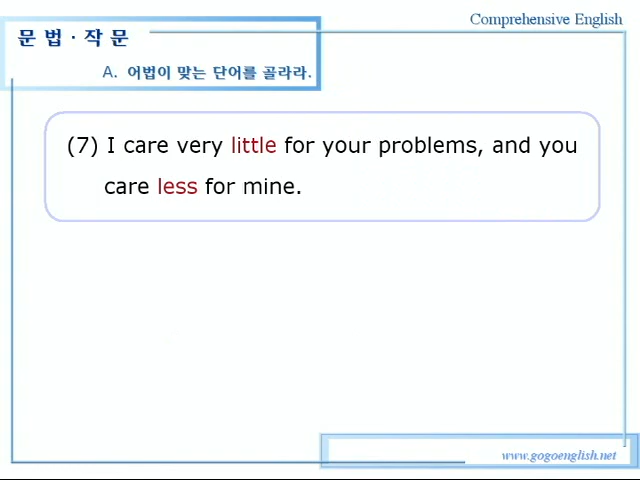 Comprehensive English
문 법 · 작 문
A. 어법이 맞는 단어를 골라라.
(7) I care very little for your problems, and you
care less for mine.
www.gogoenglish.net